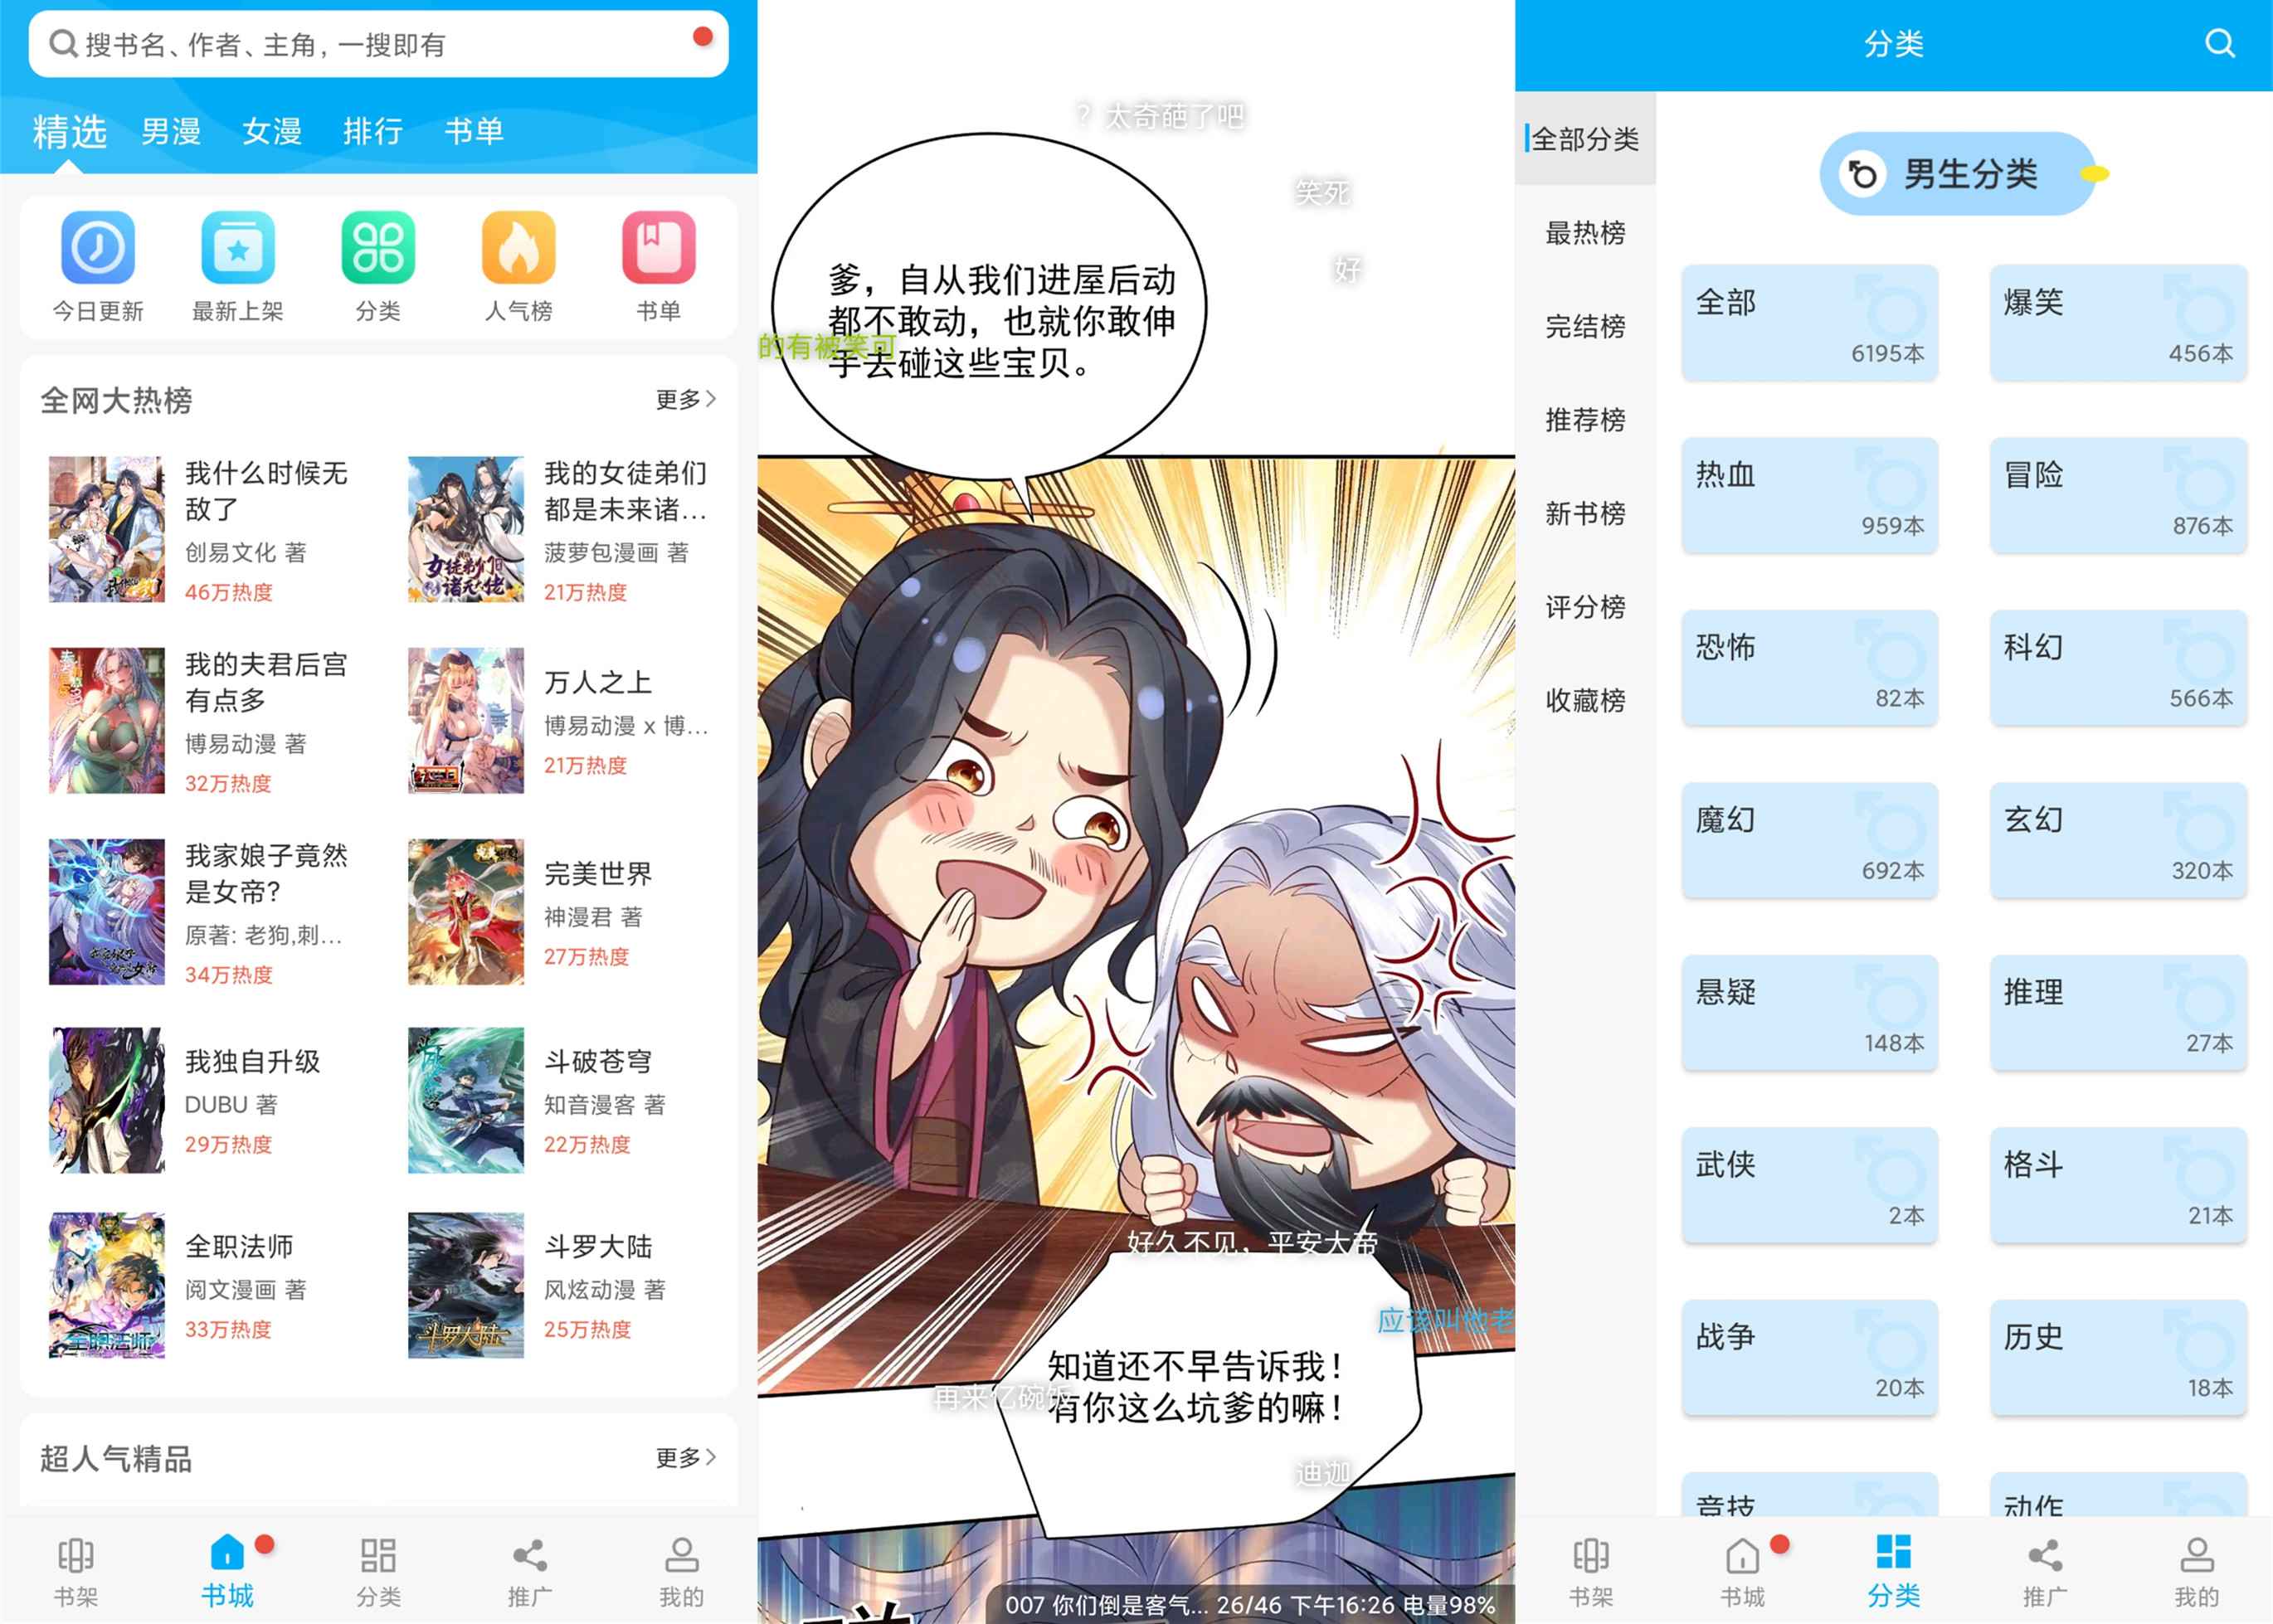 搜书名、作者、主角，一搜即有
精选 男漫 女漫 排行 书单
今日更新 最新上架 分类 人气榜 书单
全网大热榜 更多
我什么时候无
敌了
创易文化 著
46万热度
我的女徒弟们
都是未来诸...
菠萝包漫画 著
21万热度
女徒弟们
诸天大佬
我的夫君后宫
有点多
博易动漫 著
32万热度
万人之上
博易动漫 x 博...
21万热度
我家娘子竟然
是女帝?
原著: 老狗,刺...
34万热度
完美世界
神漫君 著
27万热度
我独自升级
DUBU 著
29万热度
斗破苍穹
知音漫客 著
22万热度
全职法师
阅文漫画 著
33万热度
全职法师
斗罗大陆
风炫动漫 著
25万热度
斗罗大陆
超人气精品 更多
书架 书城 分类 推广 我的
？太奇葩了吧
笑死
好
爹，自从我们进屋后动
都不敢动，也就你敢伸
手去碰这些宝贝。
的有被笑可
好久不见，平安大帝
应该叫他老
知道还不早告诉我！
有你这么坑爹的嘛！
再来亿碗饭
迪迦
007 你们倒是客气... 26/46 下午16:26 电量98%
分类
全部分类
最热榜
完结榜
推荐榜
新书榜
评分榜
收藏榜
男生分类
全部
6195本
爆笑
456本
热血
959本
冒险
876本
恐怖
82本
科幻
566本
魔幻
692本
玄幻
320本
悬疑
148本
推理
27本
武侠
2本
格斗
21本
战争
20本
历史
18本
竞技
动作
书架 书城 分类 推广 我的